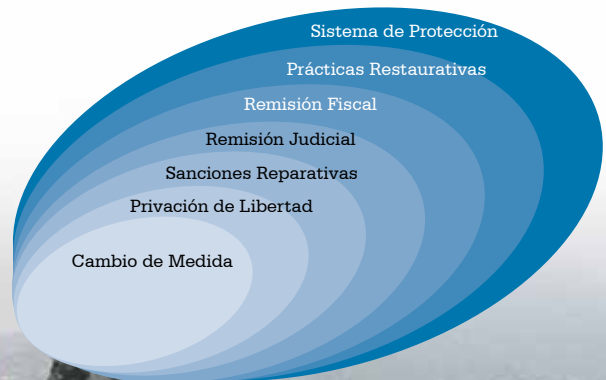 Sistema de Protección
Prácticas Restaurativas
Remisión Fiscal
Remisión Judicial
Sanciones Reparativas
Privación de Libertad
Cambio de Medida